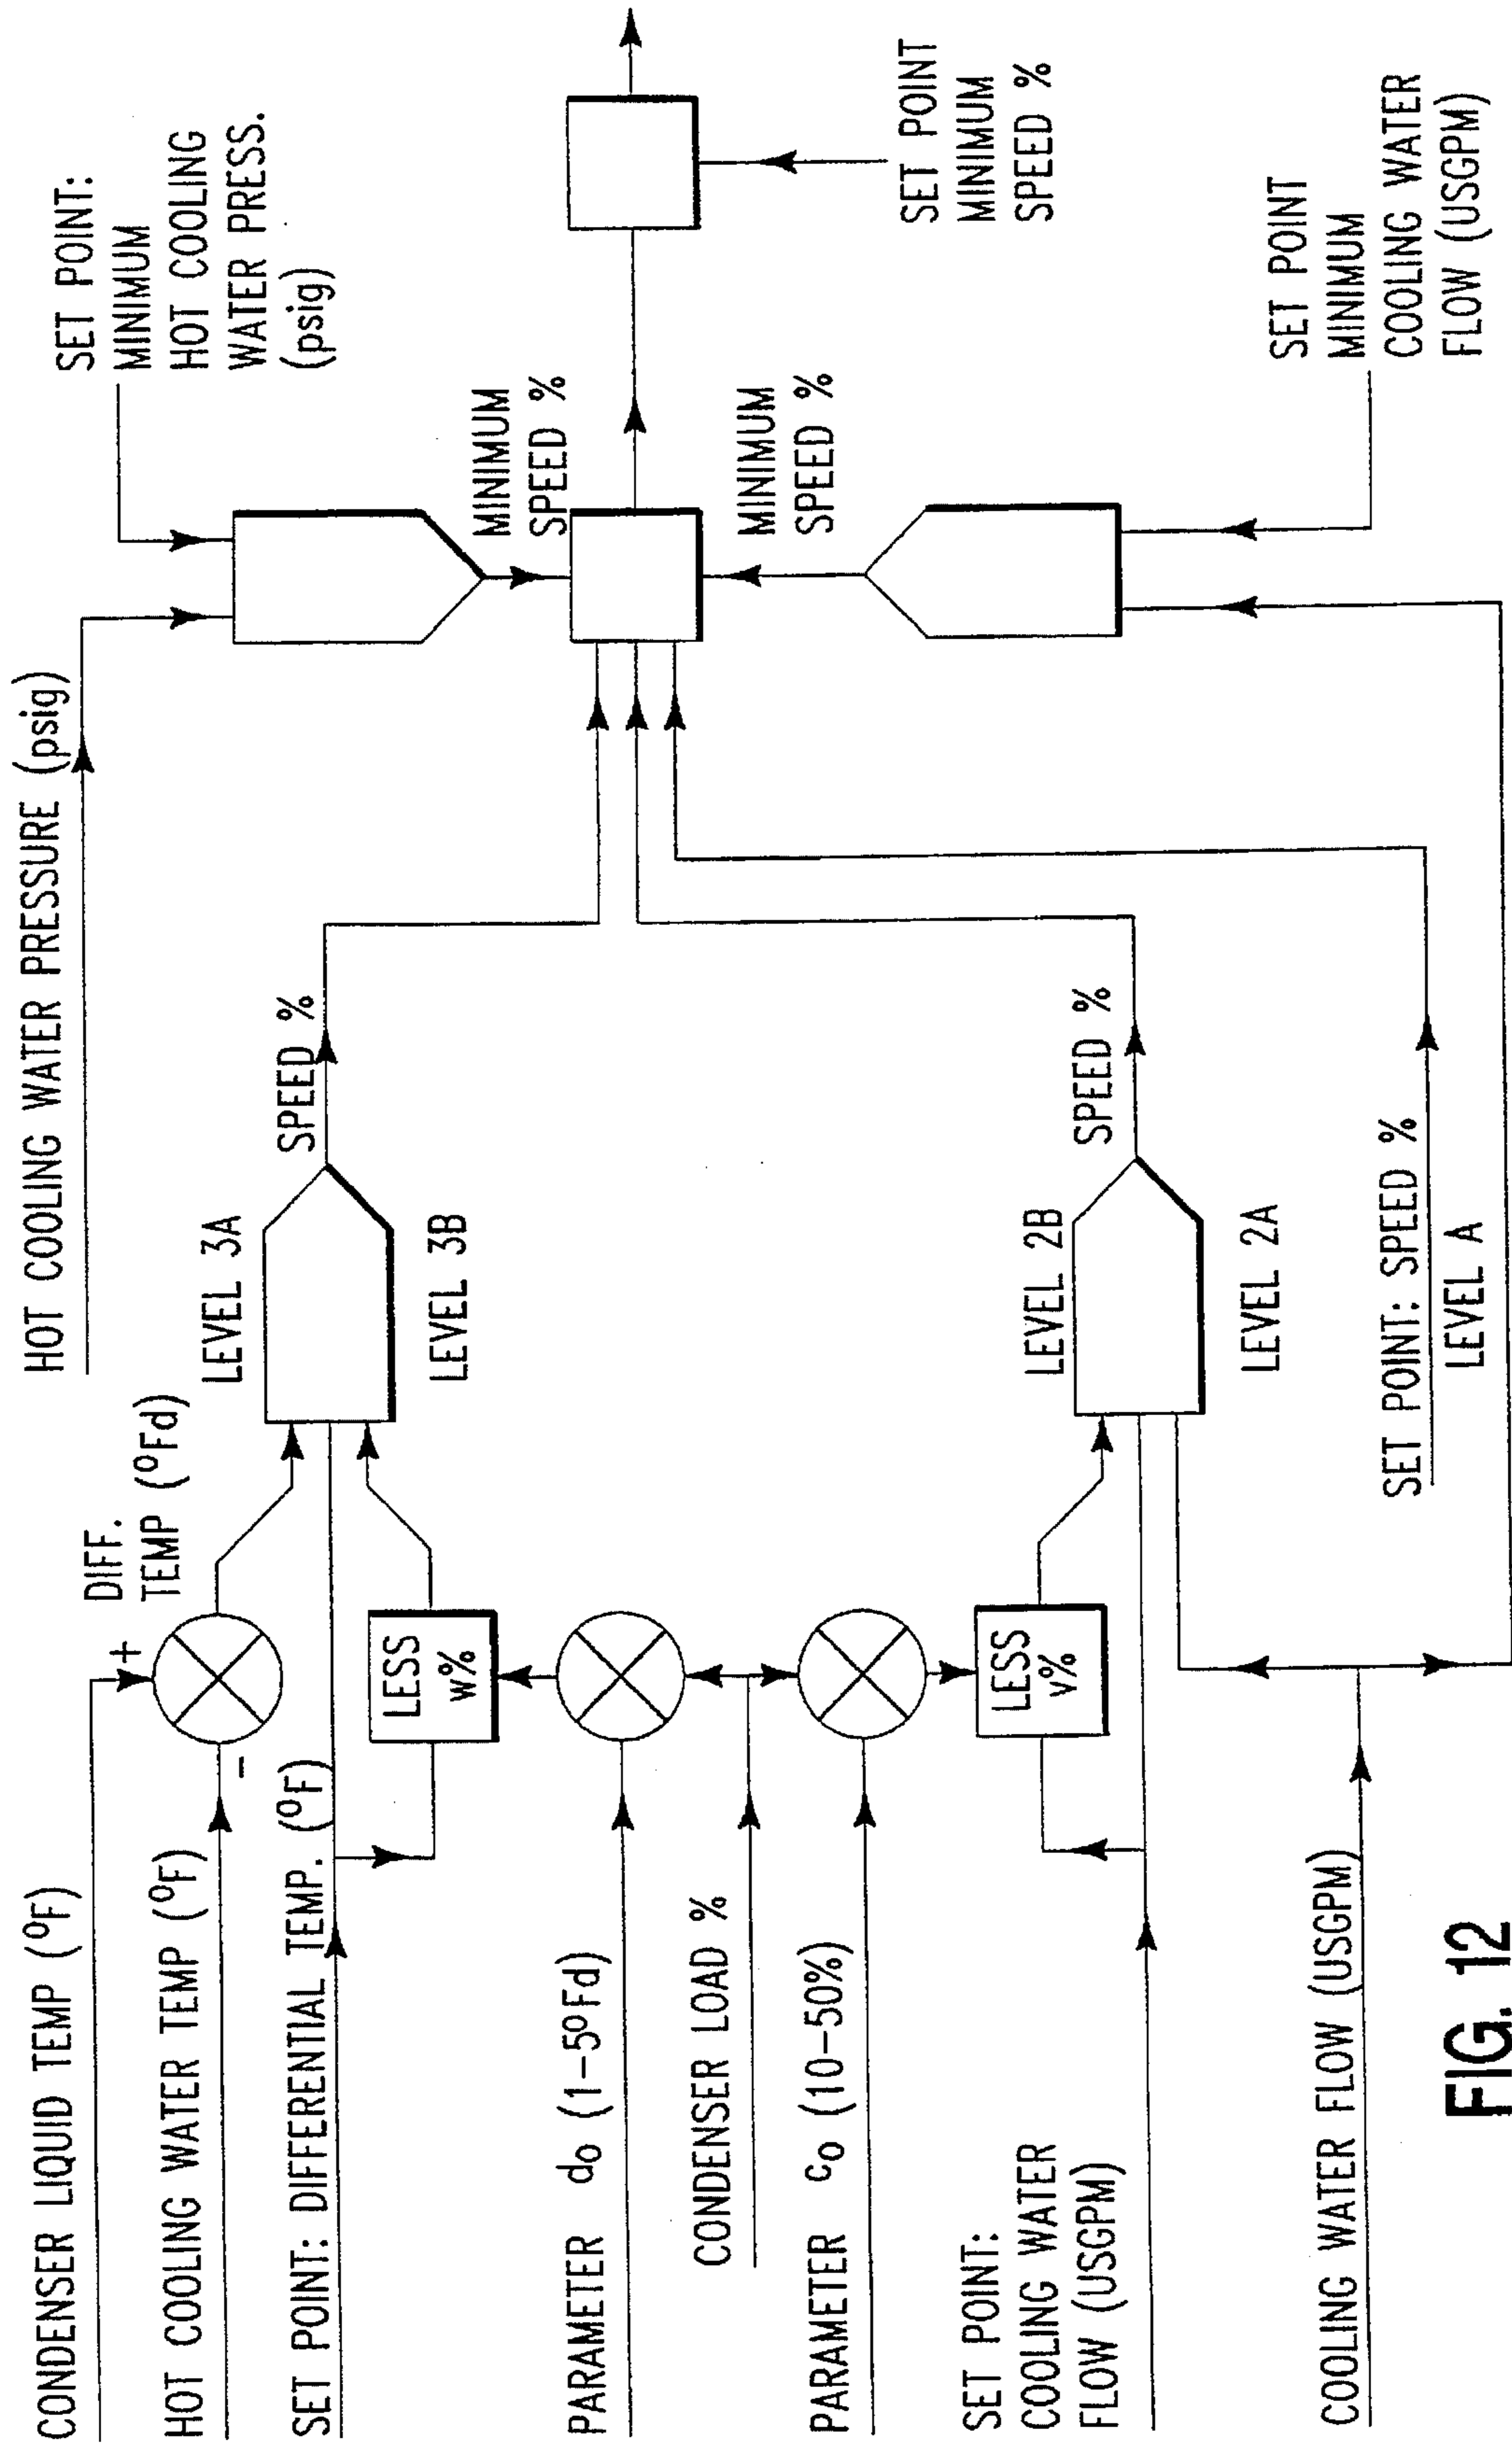 CONDENSER LIQUID TEMP (°F)
HOT COOLING WATER TEMP (°F)
SET POINT: DIFFERENTIAL TEMP. (°F)
PARAMETER d0 (1-5°Fd)
CONDENSER LOAD %
PARAMETER c0 (10-50%)
SET POINT:
COOLING WATER
FLOW (USGPM)
COOLING WATER FLOW (USGPM)
+
-
DIFF.
TEMP (°Fd)
LESS
w%
LESS
v%
HOT COOLING WATER PRESSURE (psig)
LEVEL 3A
LEVEL 3B
SPEED %
LEVEL 2B
LEVEL 2A
SPEED %
SET POINT: SPEED %
LEVEL A
SET POINT:
MINIMUM
HOT COOLING
WATER PRESS.
(psig)
MINIMUM
SPEED %
MINIMUM
SPEED %
SET POINT
MINIMUM
SPEED %
SET POINT
MINIMUM
COOLING WATER
FLOW (USGPM)
FIG. 12